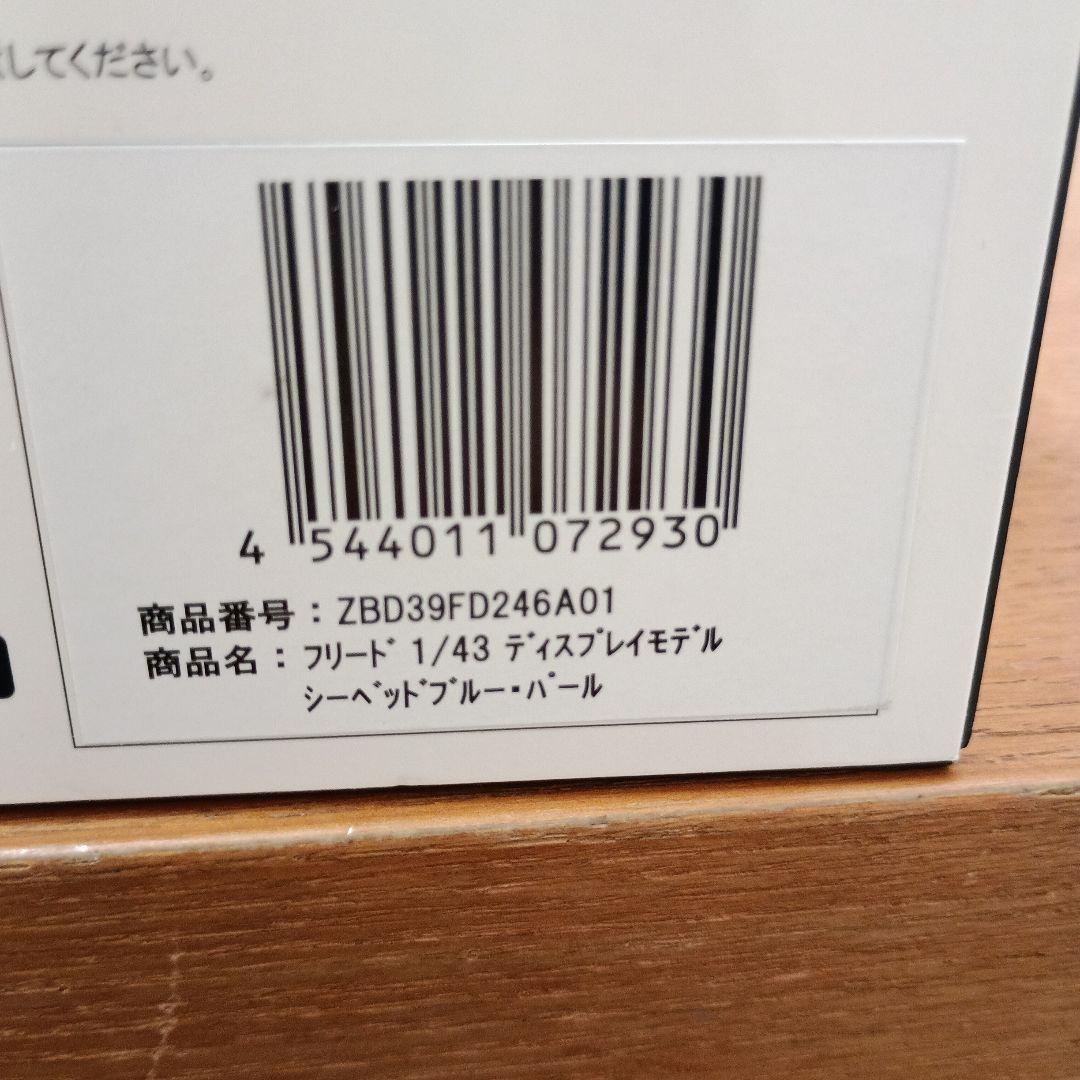 してください。
4 544011 072930
商品番号：ZBD39FD246A01
商品名：ﾌﾘｰﾄﾞ 1/43 ﾃﾞｨｽﾌﾟﾚｲﾓﾃﾞﾙ
ｼｰﾍﾞｯﾄﾞﾌﾞﾙｰ･ﾊﾟｰﾙ